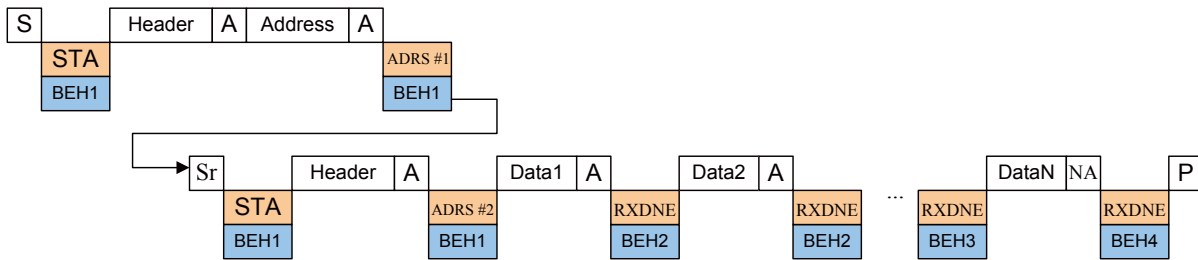 S Header A Address A
STA ADRS #1
BEH1 BEH1
Sr Header A Data1 A Data2 A DataN NA P
STA ADRS #2 RXDNE RXDNE ... RXDNE RXDNE
BEH1 BEH1 BEH2 BEH2 BEH3 BEH4